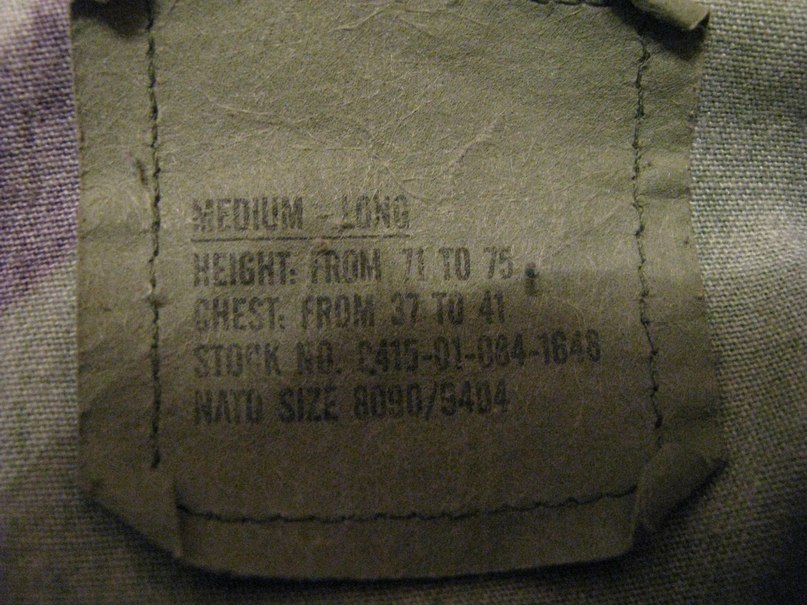 MEDIUM - LONG
HEIGHT: FROM 71 TO 75
CHEST: FROM 37 TO 41
STOCK NO. 8415-01-084-1648
NATO SIZE 8090/9404